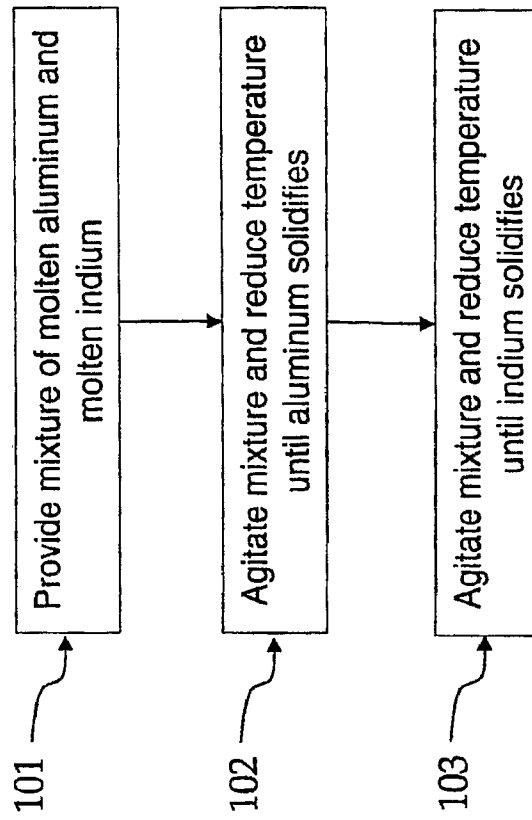 101
Provide mixture of molten aluminum and
molten indium
102
Agitate mixture and reduce temperature
until aluminum solidifies
103
Agitate mixture and reduce temperature
until indium solidifies